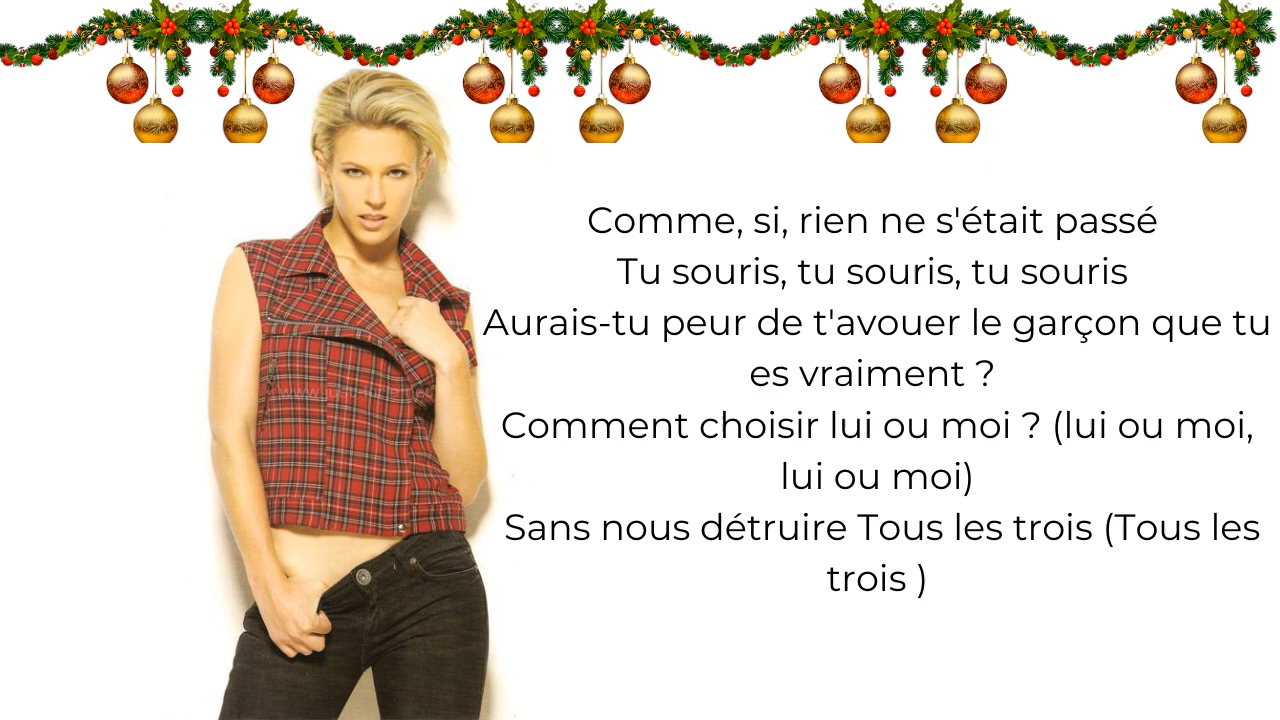 Comme, si, rien ne s'était passé
Tu souris, tu souris, tu souris
Aurais-tu peur de t'avouer le garçon que tu
es vraiment ?
Comment choisir lui ou moi ? (lui ou moi,
lui ou moi)
Sans nous détruire Tous les trois (Tous les
trois )